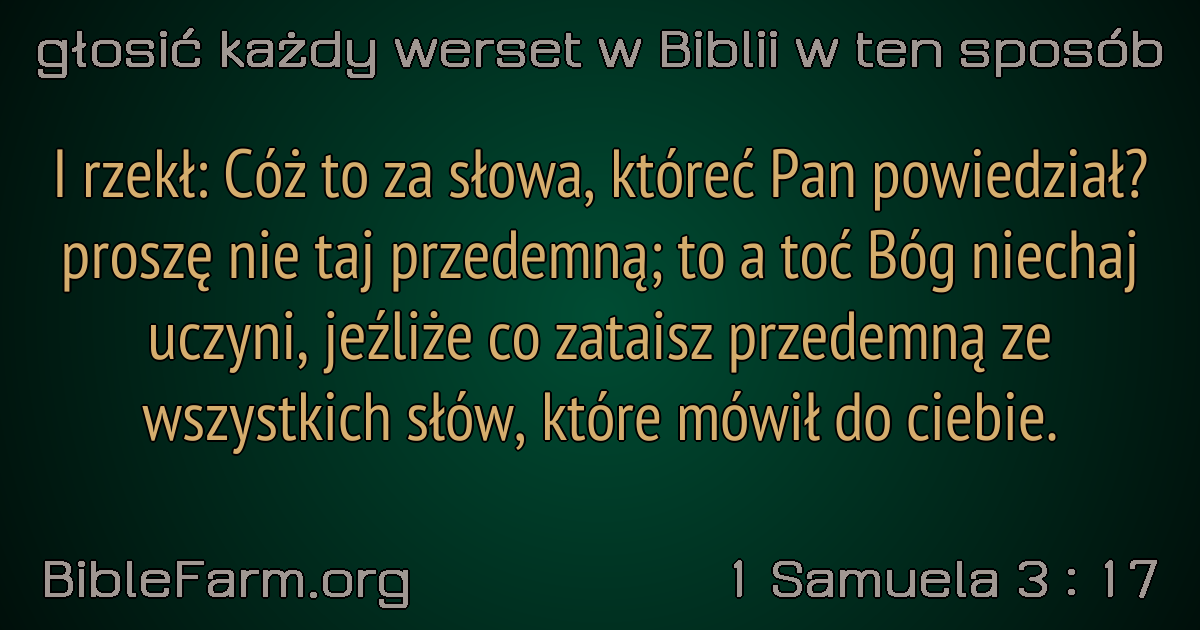 głosić każdy werset w Biblii w ten sposób
I rzekł: Cóż to za słowa, któreć Pan powiedział?
proszę nie taj przedemną; to a toć Bóg niechaj
uczyni, jeźliże co zataisz przedemną ze
wszystkich słów, które mówił do ciebie.
BibleFarm.org
1 Samuela 3 : 17